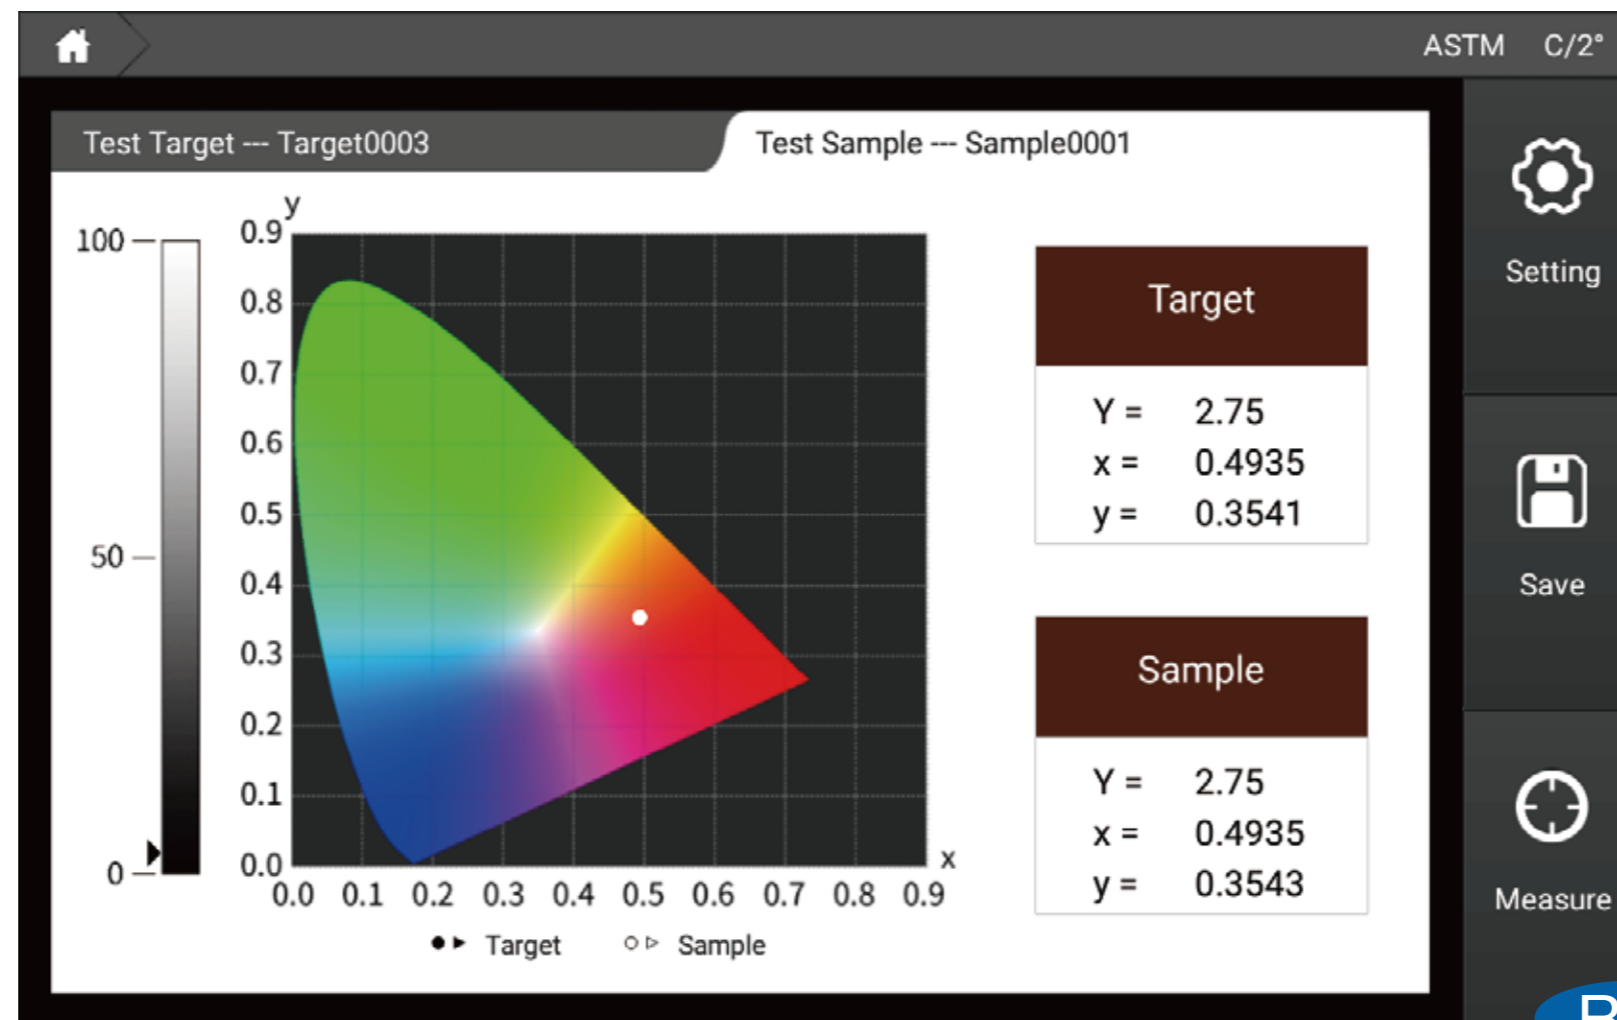 ASTM C/2°
Test Target --- Target0003
Test Sample --- Sample0001
100
50
0
y
0.9
0.8
0.7
0.6
0.5
0.4
0.3
0.2
0.1
0.0
x
0.0 0.1 0.2 0.3 0.4 0.5 0.6 0.7 0.8 0.9
Target Sample
Target
Y = 2.75
x = 0.4935
y = 0.3541
Sample
Y = 2.75
x = 0.4935
y = 0.3543
Setting
Save
Measure